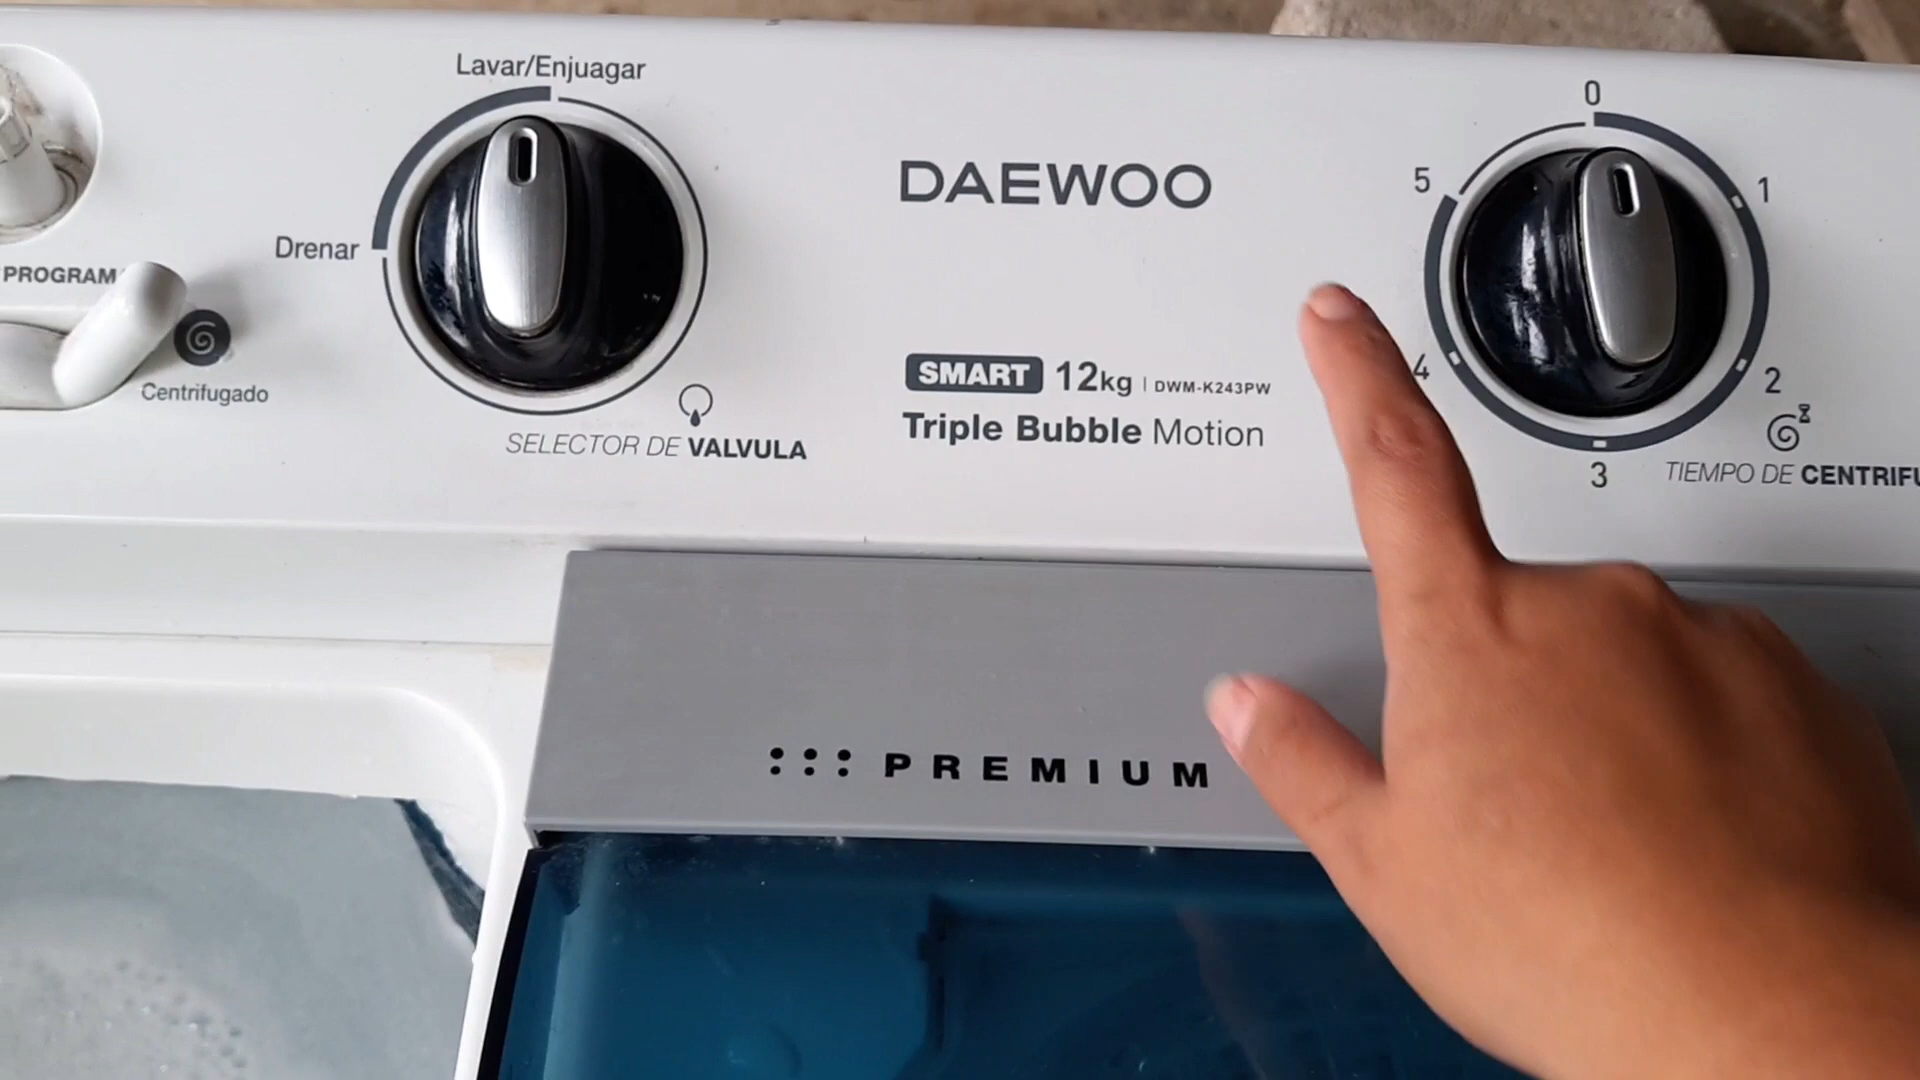 Lavar/Enjuagar
Drenar
PROGRAMA
Centrifugado
SELECTOR DE VALVULA
DAEWOO
SMART 12kg | DWM-K243PW
Triple Bubble Motion
0
1
2
3
4
5
TIEMPO DE CENTRIFU
PREMIUM